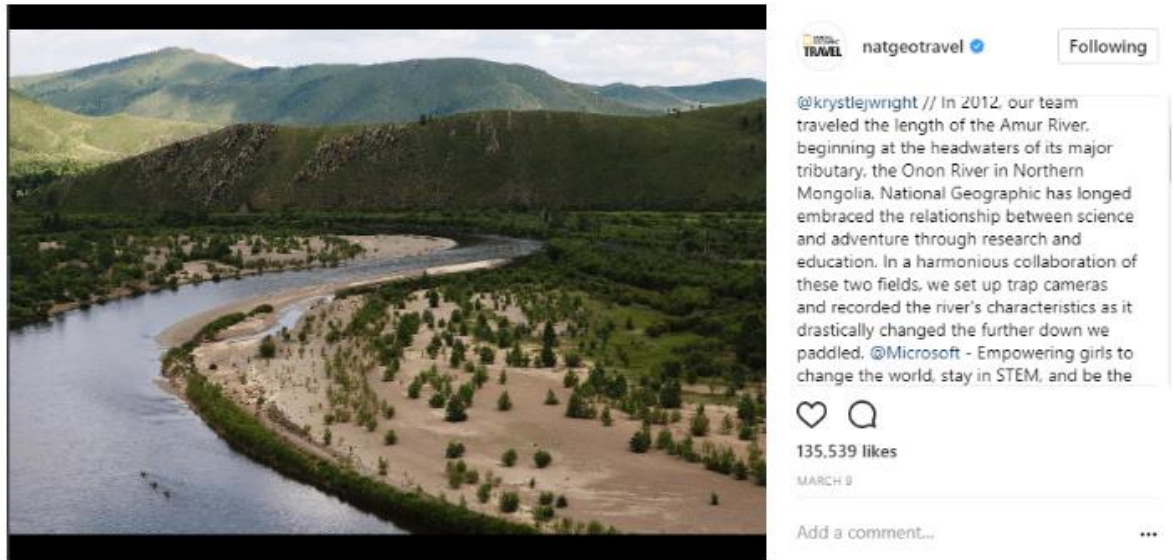 TRAVEL
natgeotravel
Following
@krystlejwright // In 2012, our team
traveled the length of the Amur River,
beginning at the headwaters of its major
tributary, the Onon River in Northern
Mongolia. National Geographic has longed
embraced the relationship between science
and adventure through research and
education. In a harmonious collaboration of
these two fields, we set up trap cameras
and recorded the river's characteristics as it
drastically changed the further down we
paddled. @Microsoft - Empowering girls to
change the world, stay in STEM, and be the
135,539 likes
MARCH 9
Add a comment...